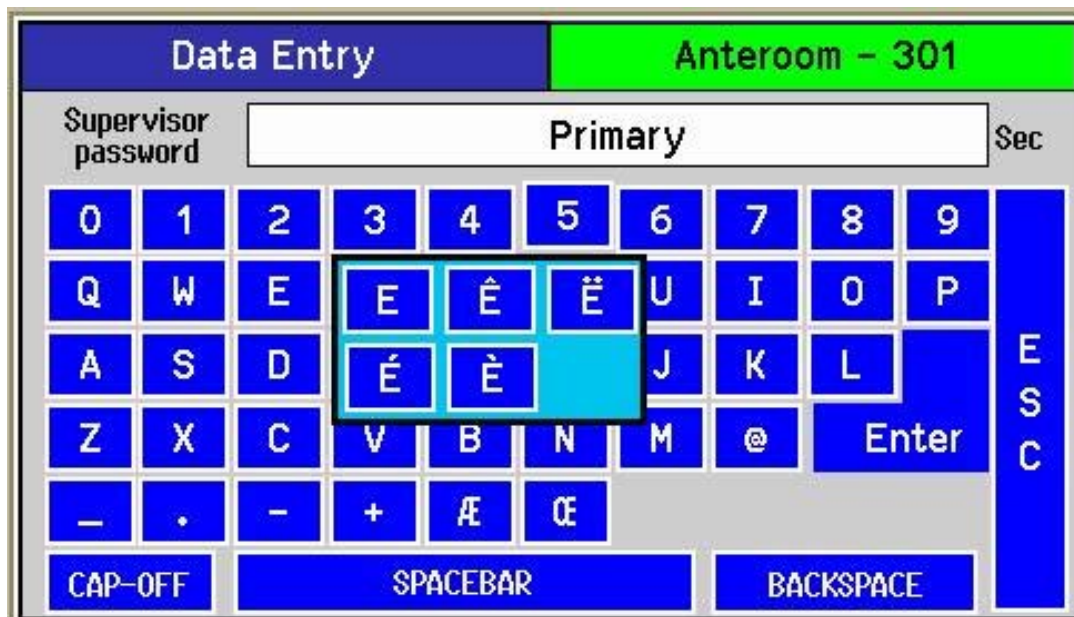 Data Entry Anteroom - 301
Supervisor password Primary Sec
0 1 2 3 4 5 6 7 8 9
Q W E E Ê Ë U I O P
A S D É È J K L
Z X C V B N M @ Enter
_ . - + Æ Œ
CAP-OFF SPACEBAR BACKSPACE
ESC